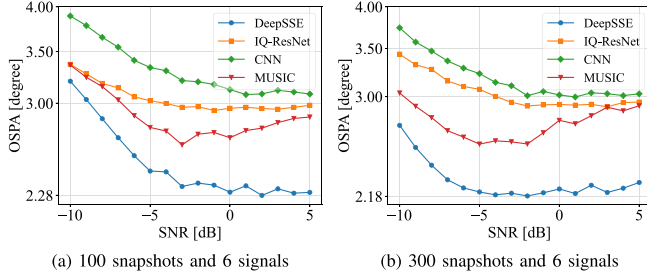 4.00
3.50
3.00
2.28
OSPA [degree]
DeepSSE
IQ-ResNet
CNN
MUSIC
−10 −5 0 5
SNR [dB]
(a) 100 snapshots and 6 signals
4.00
3.50
3.00
2.18
OSPA [degree]
DeepSSE
IQ-ResNet
CNN
MUSIC
−10 −5 0 5
SNR [dB]
(b) 300 snapshots and 6 signals